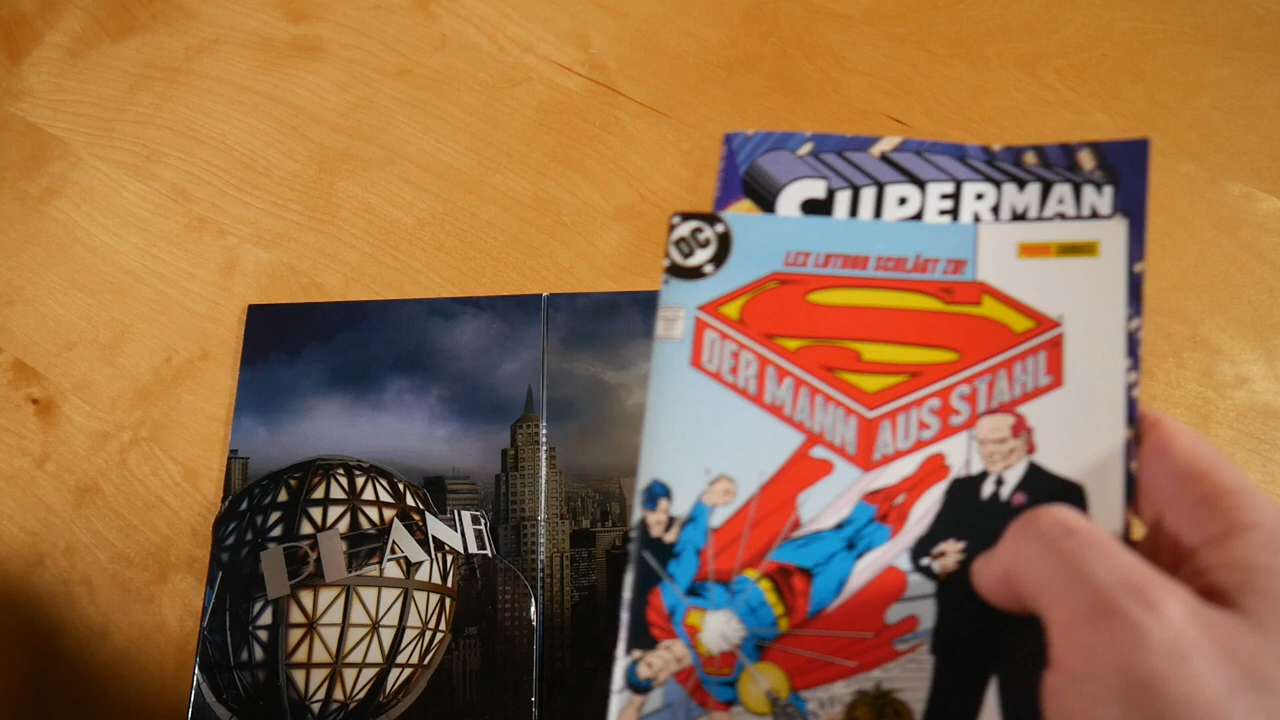 SUPERMAN
DC
LEX LUTHOR SCHLÄGT ZU!
DER MANN AUS STAHL
PLANE